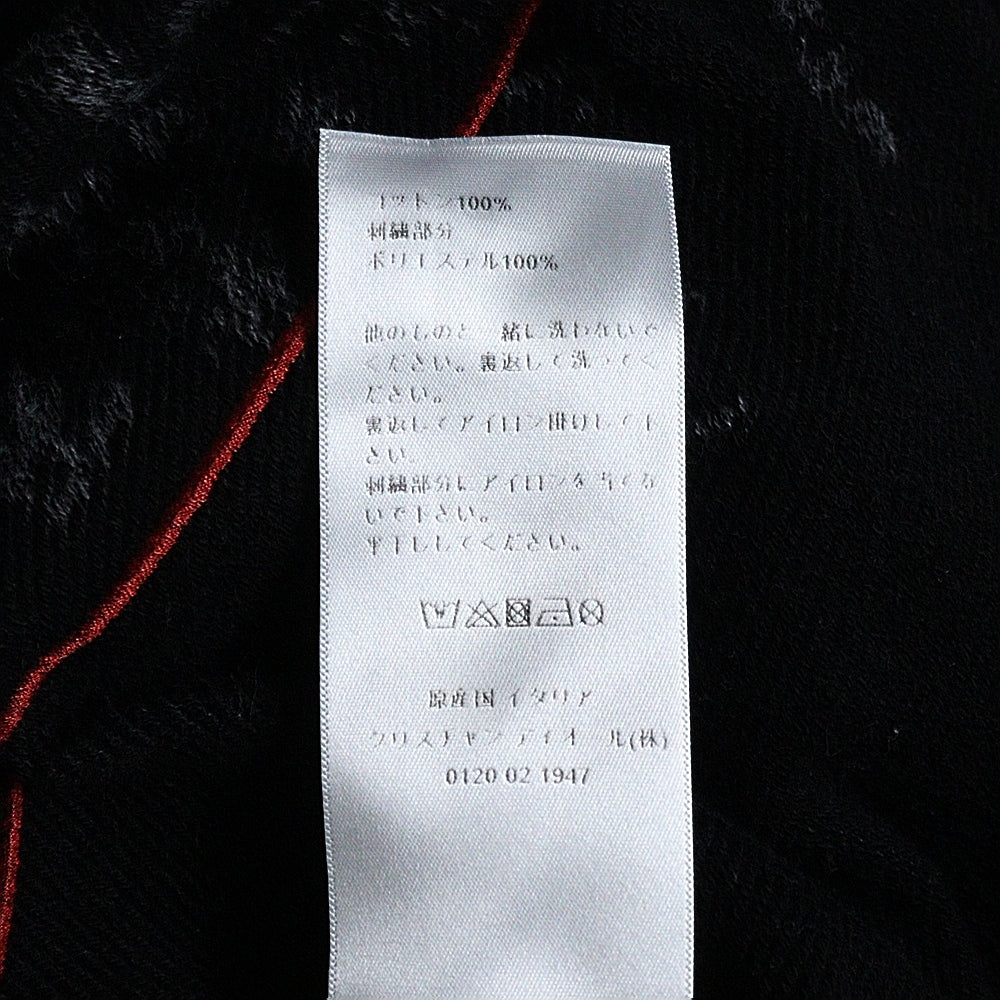 コットン100%
刺繍部分
ポリエステル100%
他のものと一緒に洗わないで
ください。裏返して洗ってく
ださい。
裏返してアイロン掛けして下
さい。
刺繍部分にアイロンを当てな
いで下さい。
平干ししてください。
原産国 イタリア
クリスチャン ディオール(株)
0120 02 1947